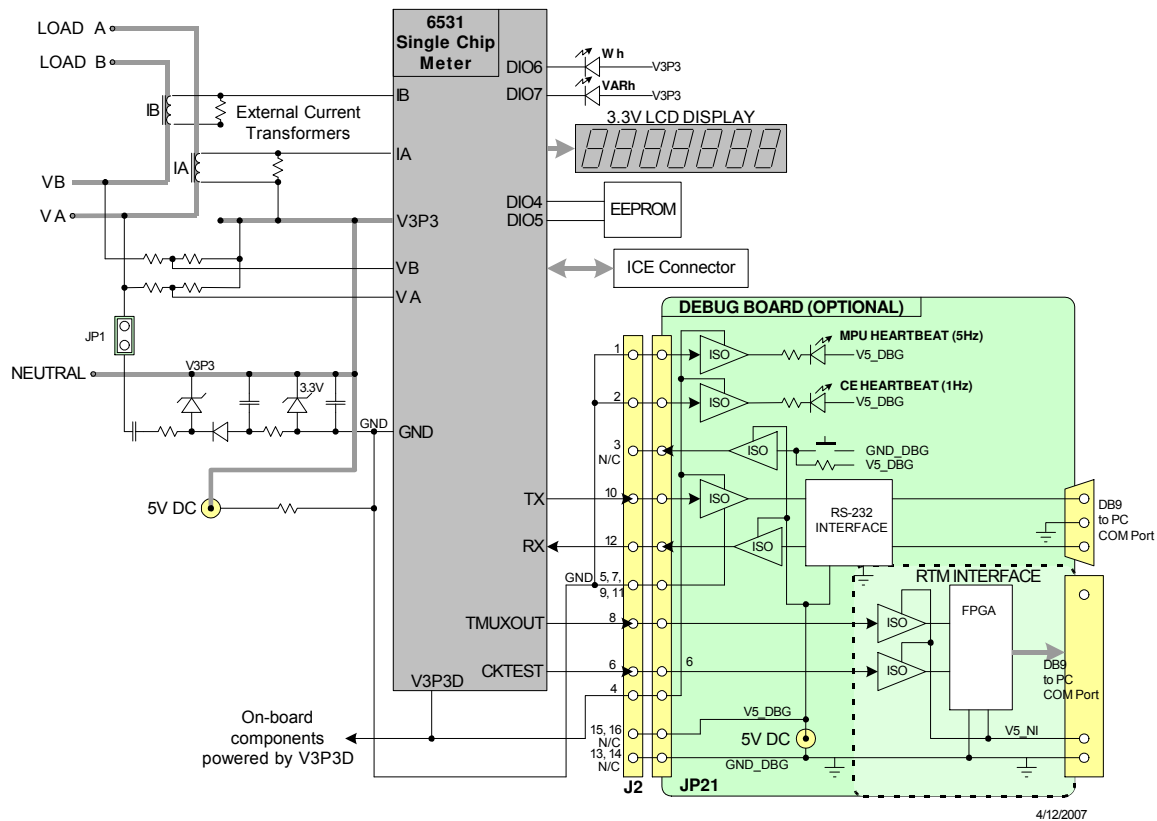 LOAD A
LOAD B
6531
Single Chip
Meter
DIO6
Wh
V3P3
DIO7
VARh
V3P3
IB
IB
External Current
Transformers
3.3V LCD DISPLAY
IA
IA
VB
VA
DIO4
DIO5
EEPROM
V3P3
ICE Connector
VB
VA
JP1
DEBUG BOARD (OPTIONAL)
1
ISO
MPU HEARTBEAT (5Hz)
V5_DBG
NEUTRAL
V3P3
3.3V
2
ISO
CE HEARTBEAT (1Hz)
V5_DBG
GND
GND
3
N/C
ISO
GND_DBG
V5_DBG
5V DC
TX
10
ISO
RS-232
INTERFACE
DB9
to PC
COM Port
RX
12
ISO
GND
5, 7,
9, 11
RTM INTERFACE
TMUXOUT
8
ISO
FPGA
CKTEST
6
6
ISO
DB9
to PC
COM Port
V3P3D
4
On-board
components
powered by V3P3D
15, 16
N/C
13, 14
N/C
V5_DBG
5V DC
GND_DBG
V5_NI
J2
JP21
4/12/2007